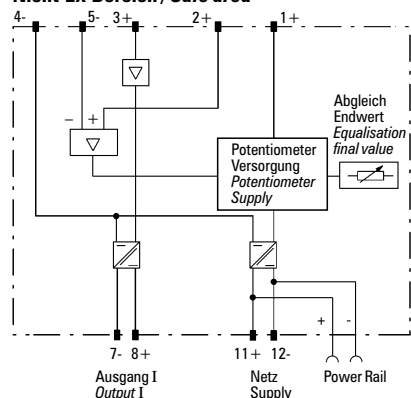 Nicht Ex-Bereich / Safe area
4- 5- 3+ 2+ 1+
- +
Potentiometer
Versorgung
Potentiometer
Supply
Abgleich
Endwert
Equalisation
final value
+ -
7- 8+ 11+ 12-
Ausgang I
Output I
Netz
Supply
Power Rail